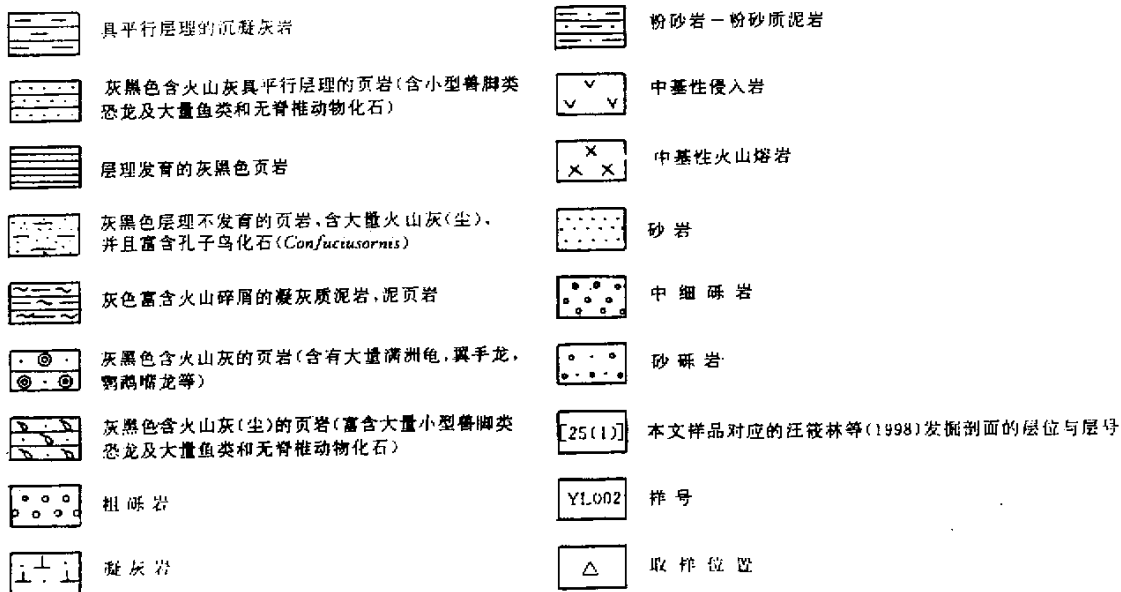 具平行层理的沉凝灰岩
灰黑色含火山灰具平行层理的页岩(含小型兽脚类
恐龙及大量鱼类和无脊椎动物化石)
层理发育的灰黑色页岩
灰黑色层理不发育的页岩,含大量火山灰(尘),
并且富含孔子鸟化石(Confuciusornis)
灰色富含火山碎屑的凝灰质泥岩,泥页岩
灰黑色含火山灰的页岩(含有大量满洲龟,翼手龙,
鹦鹉嘴龙等)
灰黑色含火山灰(尘)的页岩(富含大量小型兽脚类
恐龙及大量鱼类和无脊椎动物化石)
粗砾岩
凝灰岩
粉砂岩-粉砂质泥岩
中基性侵入岩
中基性火山熔岩
砂岩
中细砾岩
砂砾岩
[25(1)] 本文样品对应的汪筱林等(1998)发掘剖面的层位与层号
YL002 样号
取样位置